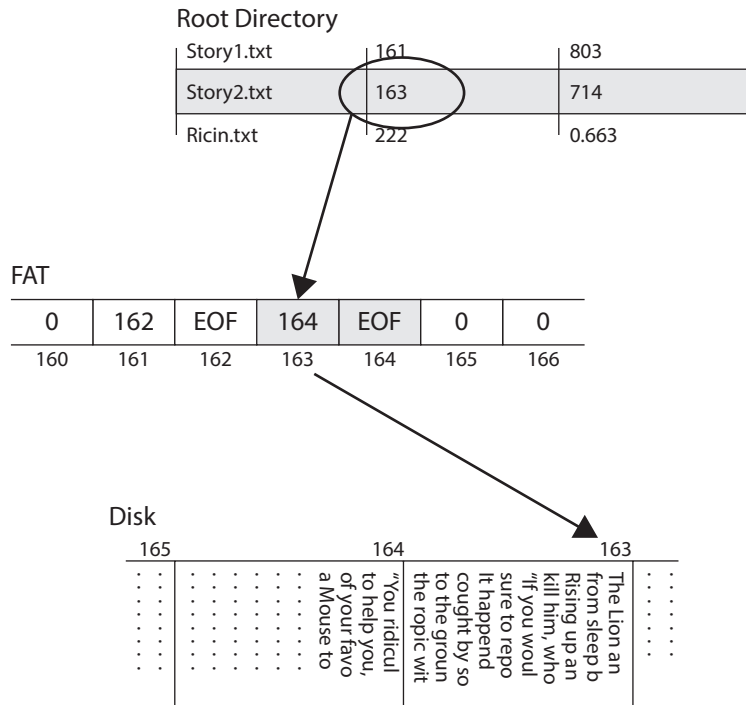 Root Directory
Story1.txt 161 803
Story2.txt 163 714
Ricin.txt 222 0.663
FAT
0 162 EOF 164 EOF 0 0
160 161 162 163 164 165 166
Disk
165 164 163
The Lion an
from sleep b
Rising up an
kill him, who
"If you woul
sure to repo
It happend
cought by so
to the groun
the ropic wit
"You ridicul
to help you,
of your favo
a Mouse to